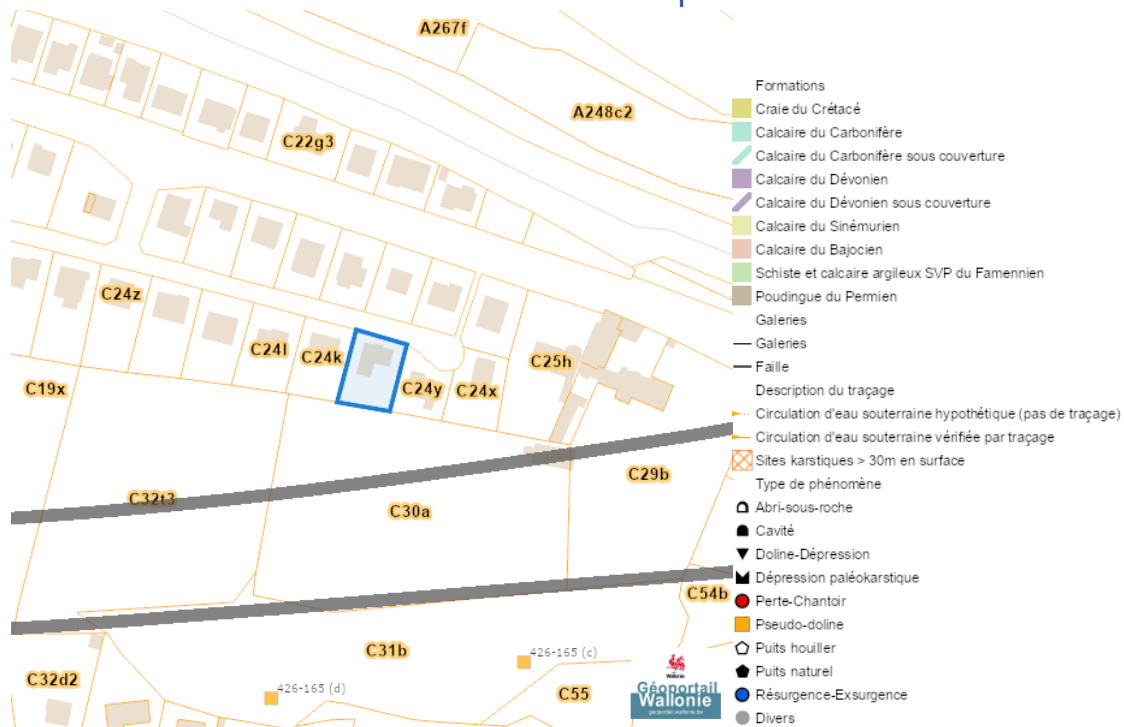 A267f
A248c2
C22g3
C24z
C24l
C24k
C24y
C24x
C25h
C19x
C32t3
C30a
C29b
C54b
C31b
426-165 (c)
426-165 (d)
C32d2
C55
Wallonie
Géoportail
Wallonie
geoportail.wallonie.be
Formations
Craie du Crétacé
Calcaire du Carbonifère
Calcaire du Carbonifère sous couverture
Calcaire du Dévonien
Calcaire du Dévonien sous couverture
Calcaire du Sinémurien
Calcaire du Bajocien
Schiste et calcaire argileux SVP du Famennien
Poudingue du Permien
Galeries
Galeries
Faille
Description du traçage
Circulation d'eau souterraine hypothétique (pas de traçage)
Circulation d'eau souterraine vérifiée par traçage
Sites karstiques > 30m en surface
Type de phénomène
Abri-sous-roche
Cavité
Doline-Dépression
Dépression paléokarstique
Perte-Chantoir
Pseudo-doline
Puits houiller
Puits naturel
Résurgence-Exsurgence
Divers